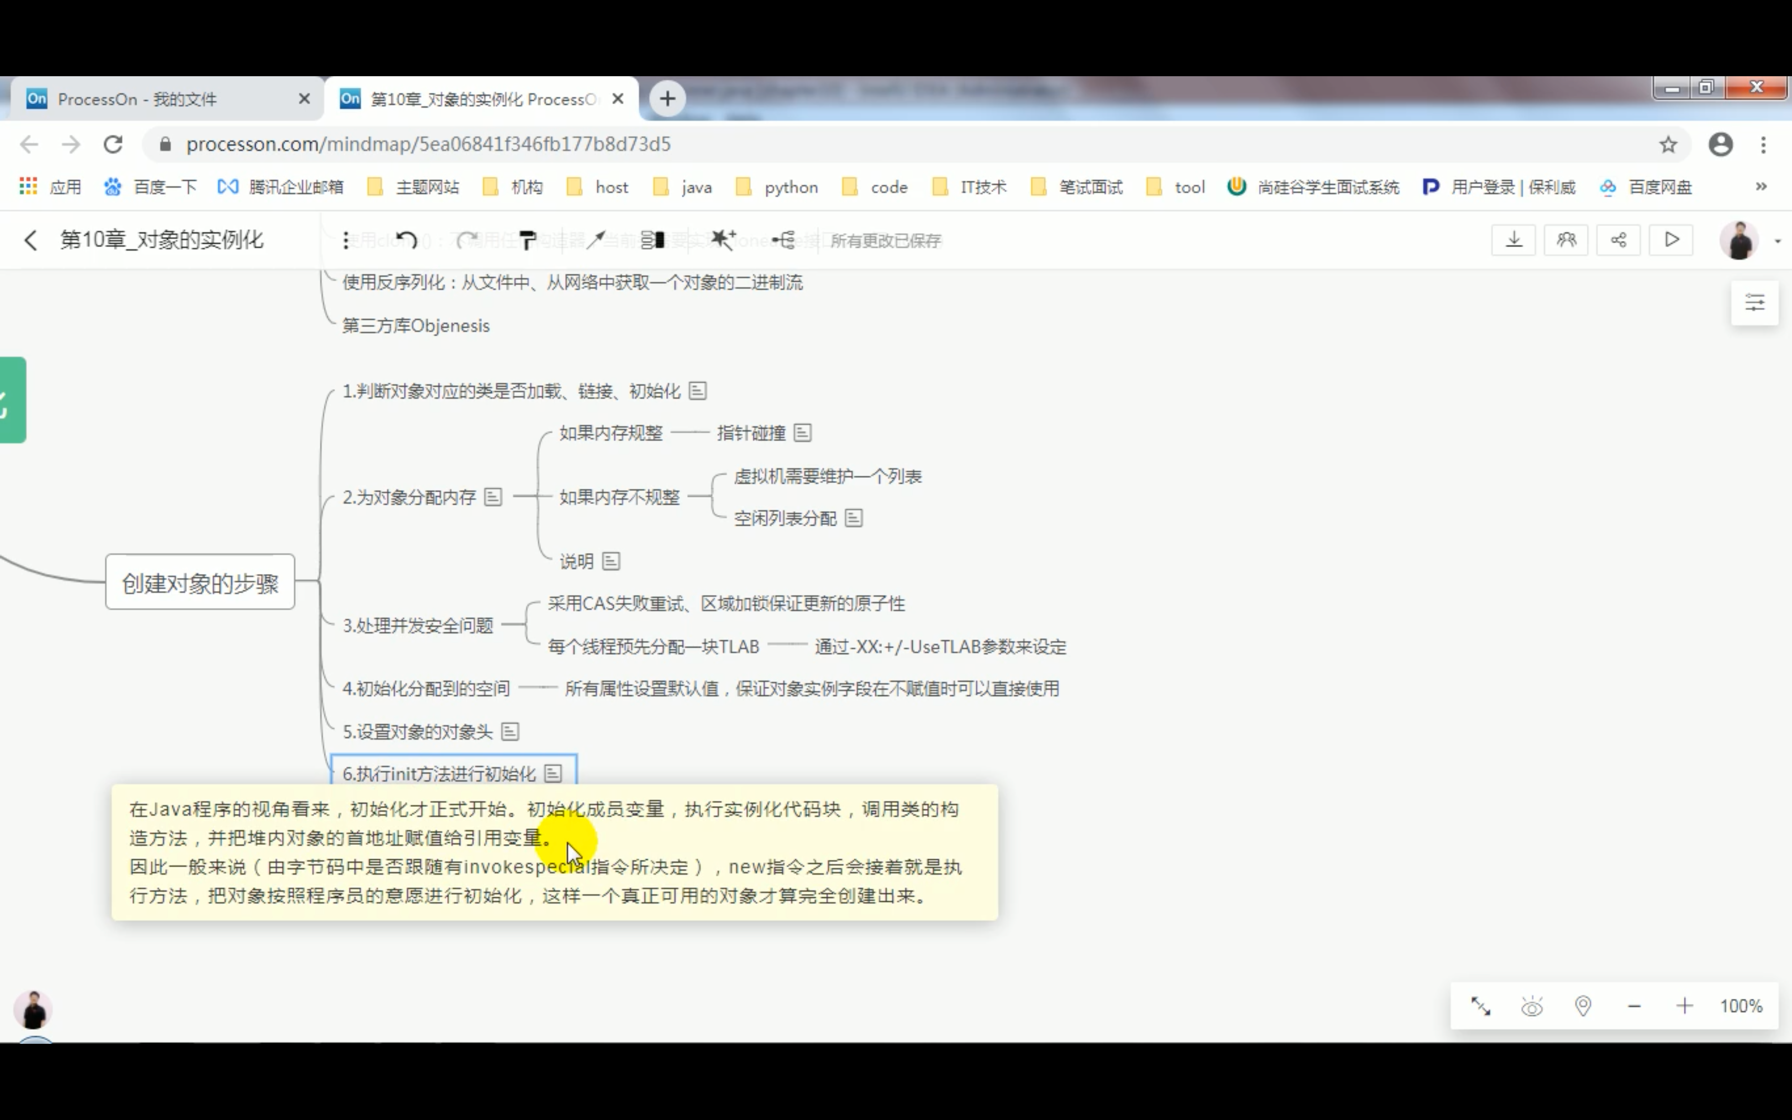 On ProcessOn - 我的文件
On 第10章_对象的实例化 ProcessO
processon.com/mindmap/5ea06841f346fb177b8d73d5
应用 百度一下 腾讯企业邮箱 主题网站 机构 host java python code IT技术 笔试面试 tool 尚硅谷学生面试系统 用户登录 | 保利威 百度网盘 »
第10章_对象的实例化 所有更改已保存
使用反序列化：从文件中、从网络中获取一个对象的二进制流
第三方库Objenesis
1.判断对象对应的类是否加载、链接、初始化
如果内存规整 指针碰撞
虚拟机需要维护一个列表
2.为对象分配内存 如果内存不规整
空闲列表分配
说明
创建对象的步骤
采用CAS失败重试、区域加锁保证更新的原子性
3.处理并发安全问题
每个线程预先分配一块TLAB 通过-XX:+/-UseTLAB参数来设定
4.初始化分配到的空间 所有属性设置默认值，保证对象实例字段在不赋值时可以直接使用
5.设置对象的对象头
6.执行init方法进行初始化
在Java程序的视角看来，初始化才正式开始。初始化成员变量，执行实例化代码块，调用类的构
造方法，并把堆内对象的首地址赋值给引用变量。
因此一般来说（由字节码中是否跟随有invokespecial指令所决定），new指令之后会接着就是执
行方法，把对象按照程序员的意愿进行初始化，这样一个真正可用的对象才算完全创建出来。
100%